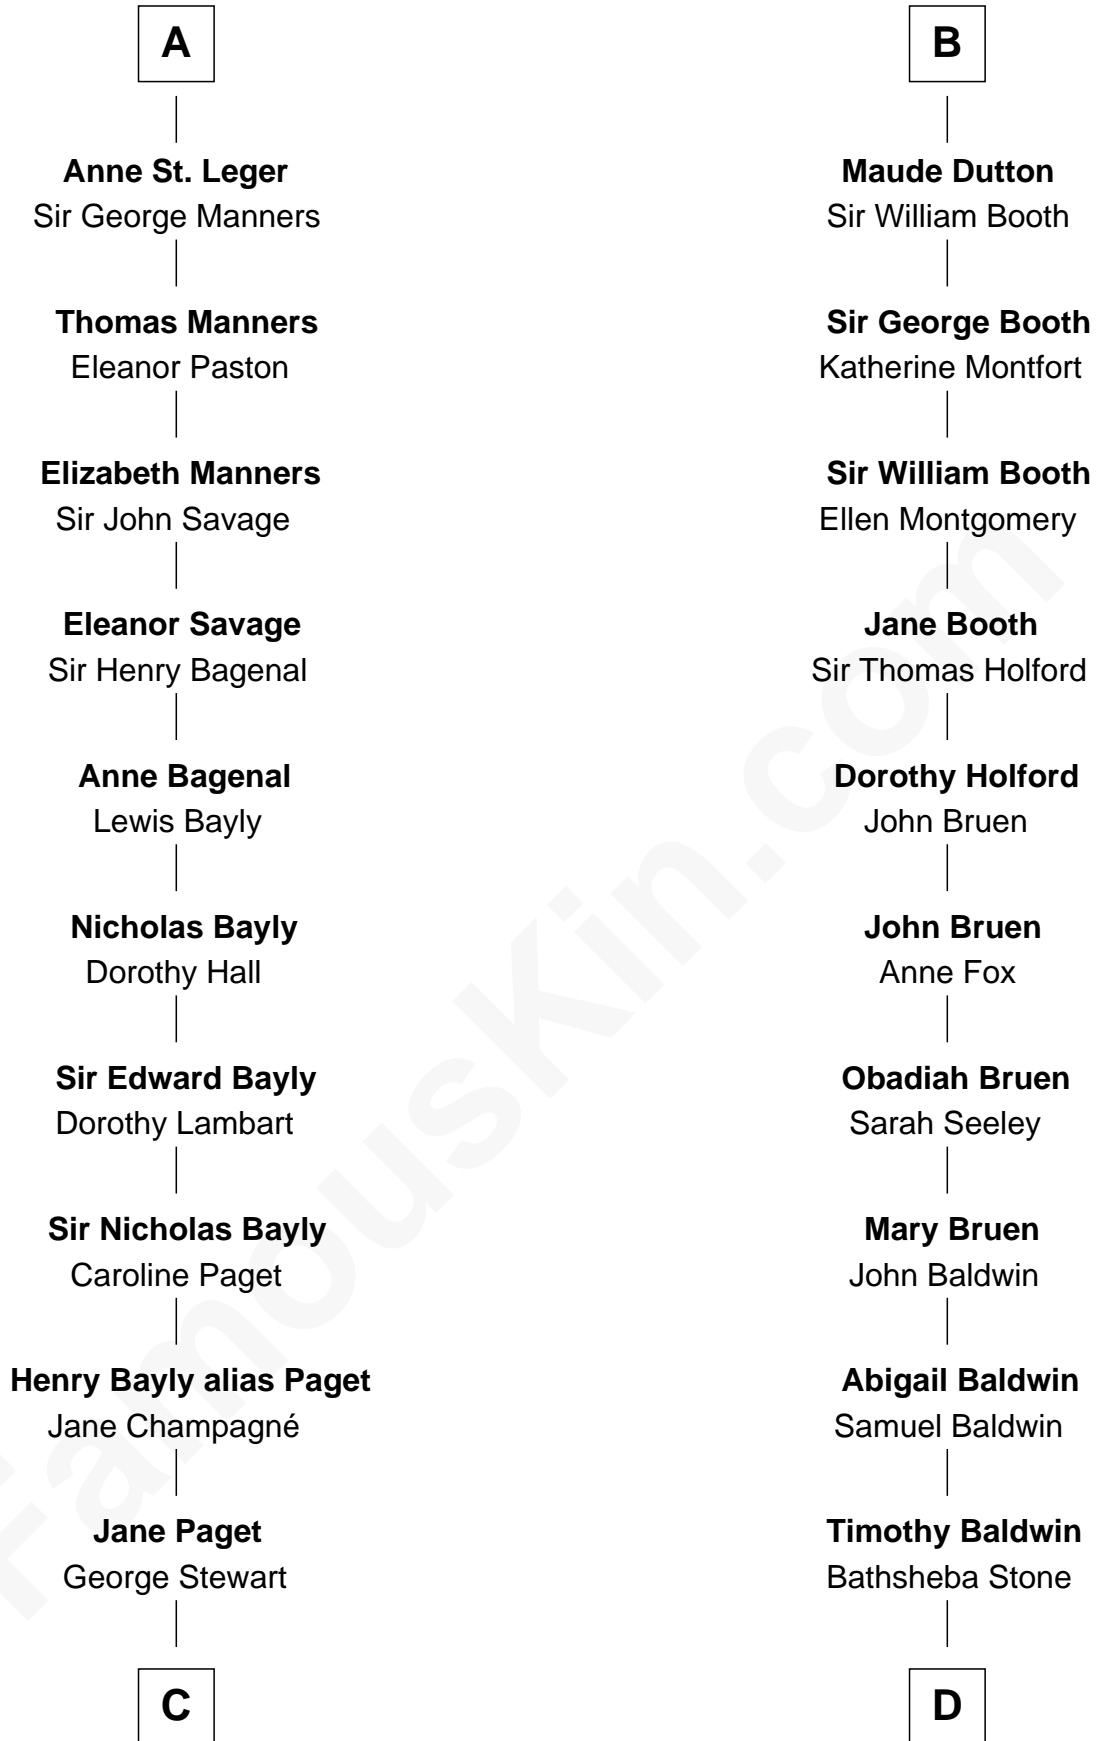 A
Anne St. Leger
Sir George Manners
Thomas Manners
Eleanor Paston
Elizabeth Manners
Sir John Savage
Eleanor Savage
Sir Henry Bagenal
Anne Bagenal
Lewis Bayly
Nicholas Bayly
Dorothy Hall
Sir Edward Bayly
Dorothy Lambart
Sir Nicholas Bayly
Caroline Paget
Henry Bayly alias Paget
Jane Champagné
Jane Paget
George Stewart
C
B
Maude Dutton
Sir William Booth
Sir George Booth
Katherine Montfort
Sir William Booth
Ellen Montgomery
Jane Booth
Sir Thomas Holford
Dorothy Holford
John Bruen
John Bruen
Anne Fox
Obadiah Bruen
Sarah Seeley
Mary Bruen
John Baldwin
Abigail Baldwin
Samuel Baldwin
Timothy Baldwin
Bathsheba Stone
D
FamousKin.com